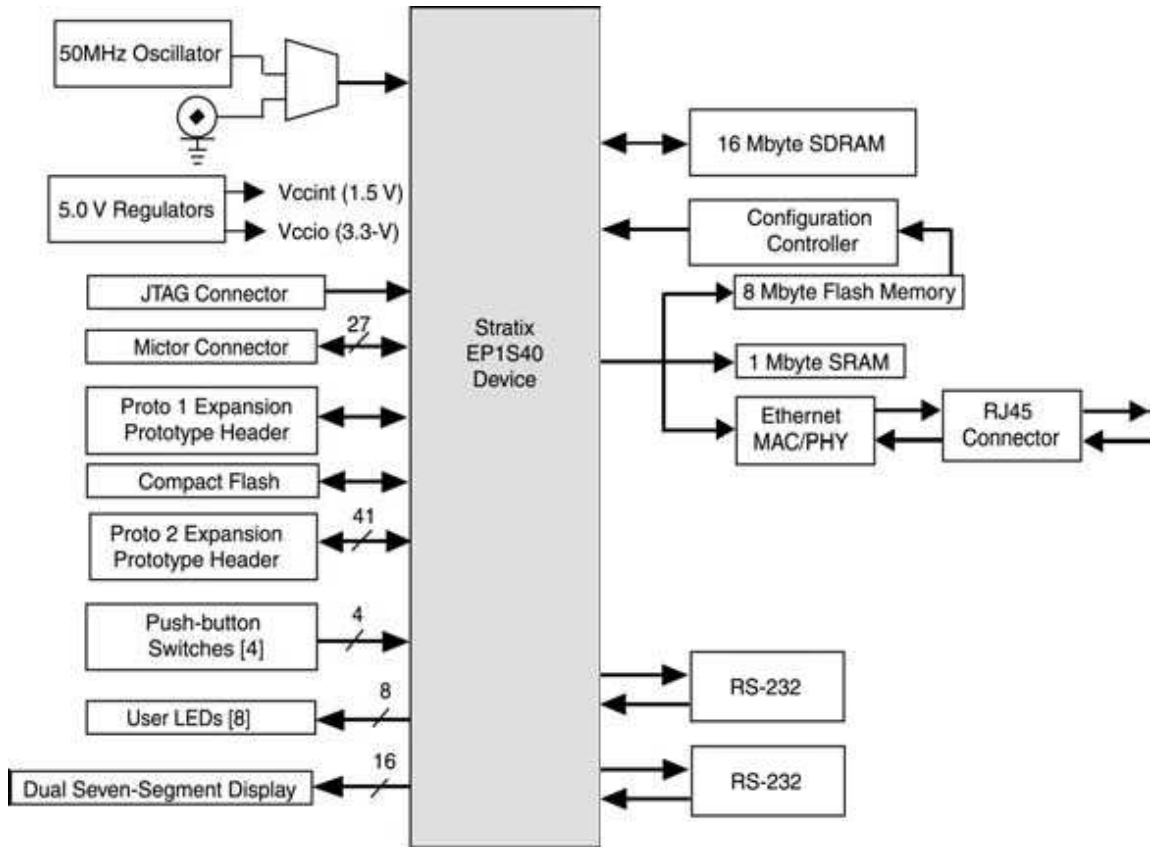 50MHz Oscillator
5.0 V Regulators
Vccint (1.5 V)
Vccio (3.3-V)
JTAG Connector
27
Mictor Connector
Proto 1 Expansion
Prototype Header
Compact Flash
41
Proto 2 Expansion
Prototype Header
4
Push-button
Switches [4]
8
User LEDs [8]
16
Dual Seven-Segment Display
Stratix
EP1S40
Device
16 Mbyte SDRAM
Configuration
Controller
8 Mbyte Flash Memory
1 Mbyte SRAM
Ethernet
MAC/PHY
RJ45
Connector
RS-232
RS-232